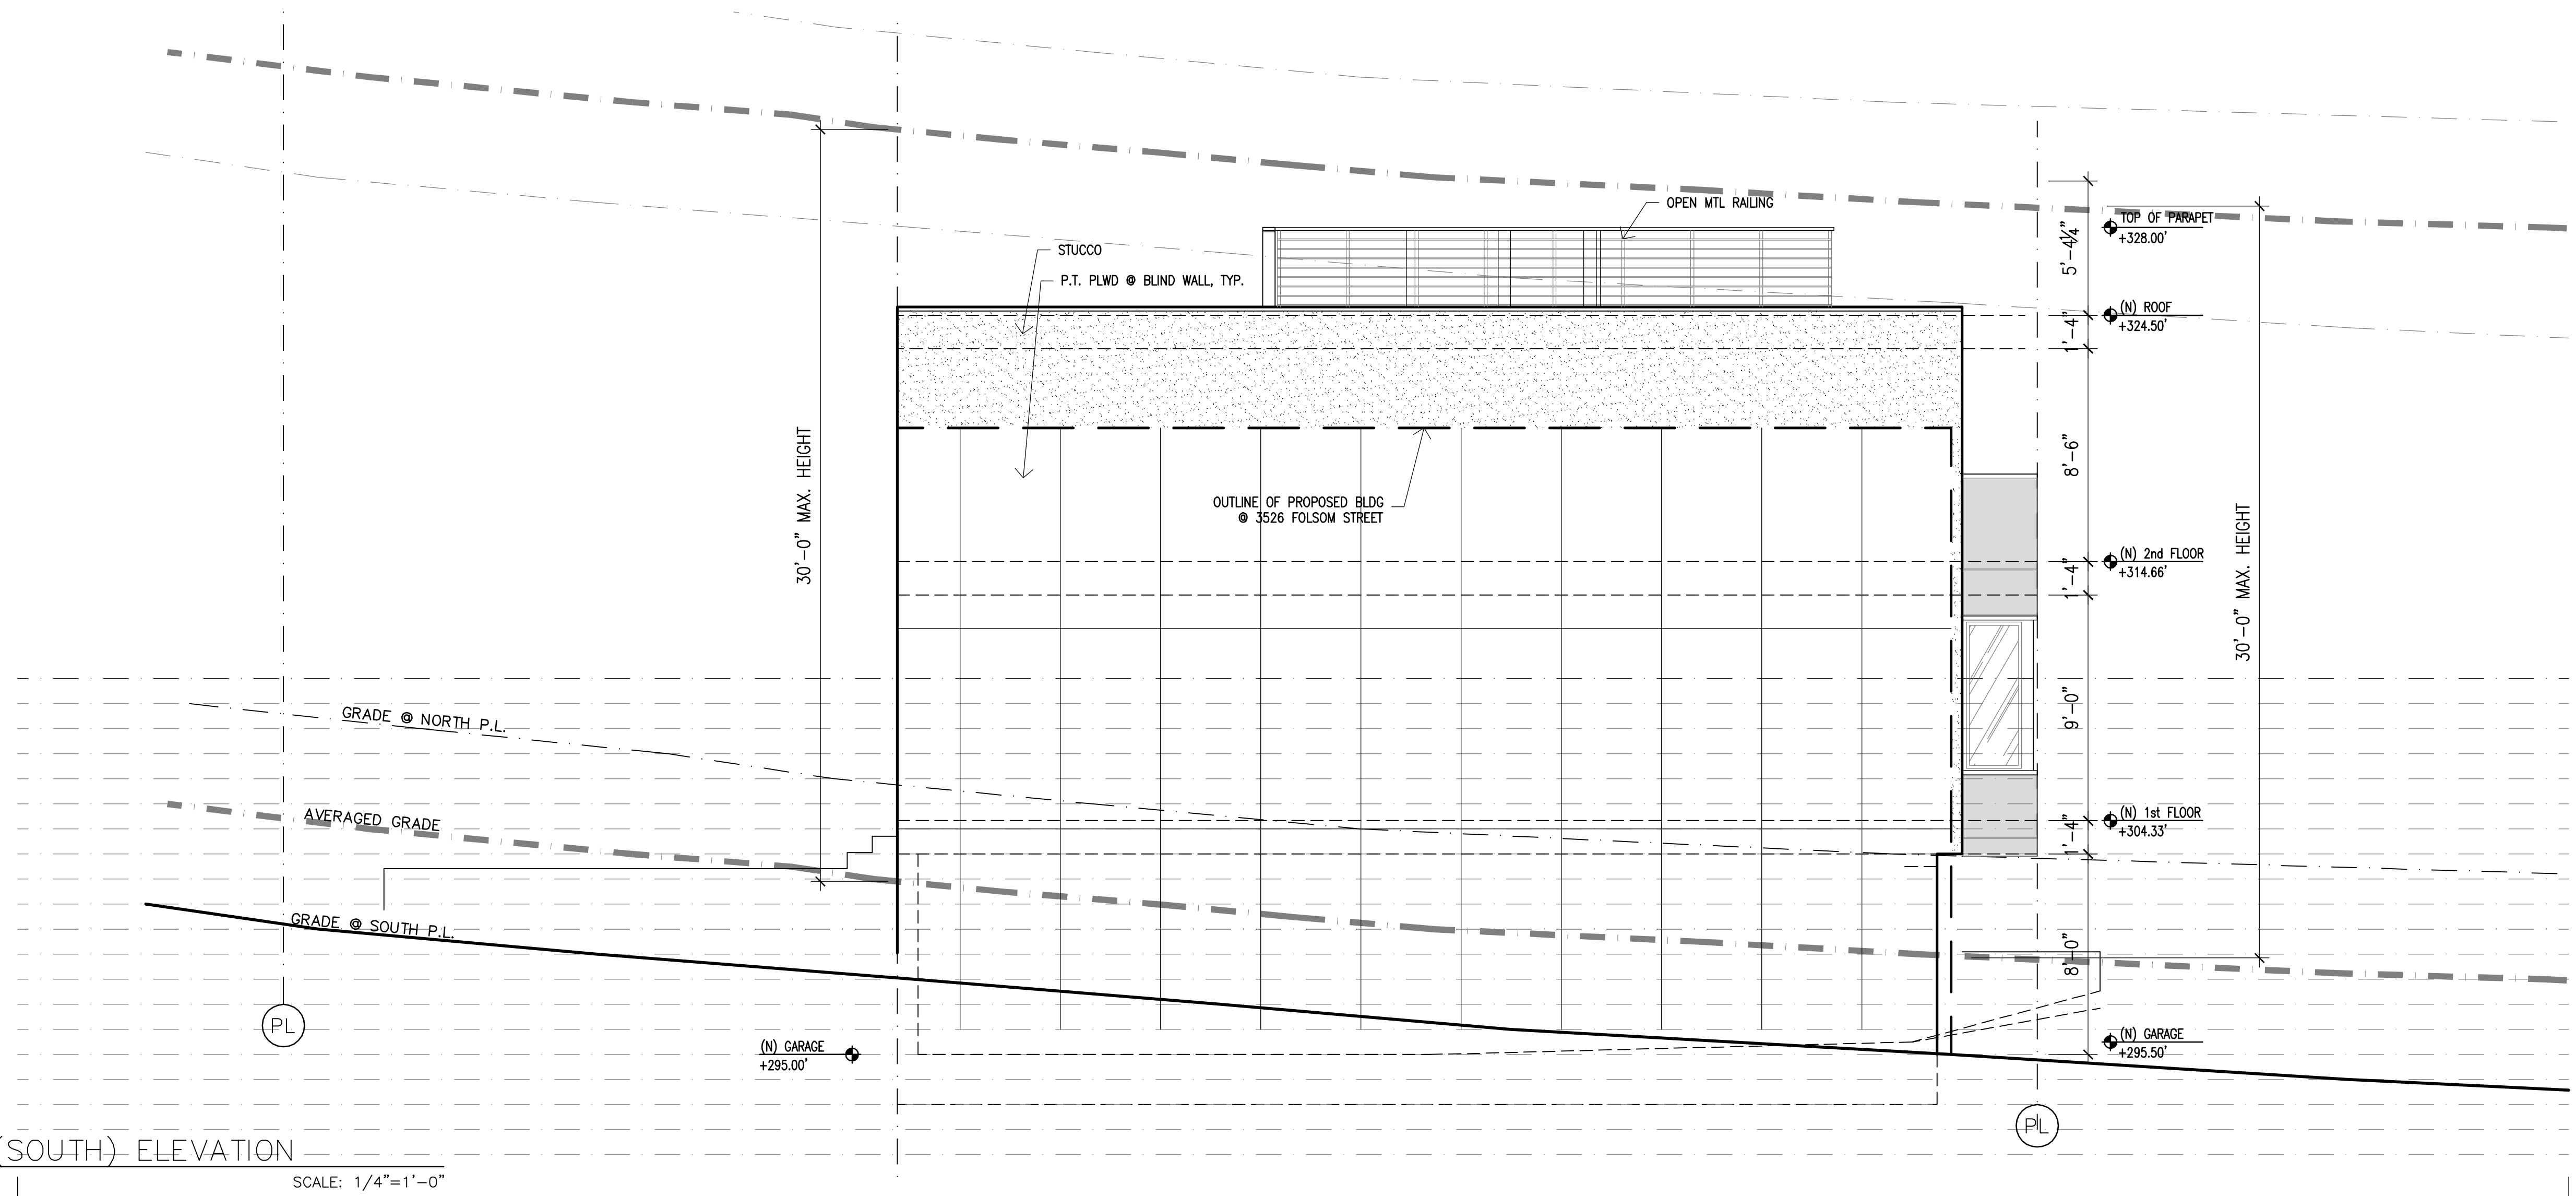 OPEN MTL RAILING
TOP OF PARAPET
+328.00'
5'-4¼"
STUCCO
P.T. PLWD @ BLIND WALL, TYP.
(N) ROOF
+324.50'
1'-4"
30'-0" MAX. HEIGHT
8'-6"
OUTLINE OF PROPOSED BLDG
@ 3526 FOLSOM STREET
(N) 2nd FLOOR
+314.66'
1'-4"
30'-0" MAX. HEIGHT
9'-0"
GRADE @ NORTH P.L.
AVERAGED GRADE
(N) 1st FLOOR
+304.33'
1'-4"
GRADE @ SOUTH P.L.
8'-0"
PL
(N) GARAGE
+295.00'
(N) GARAGE
+295.50'
PL
(SOUTH) ELEVATION
SCALE: 1/4"=1'-0"